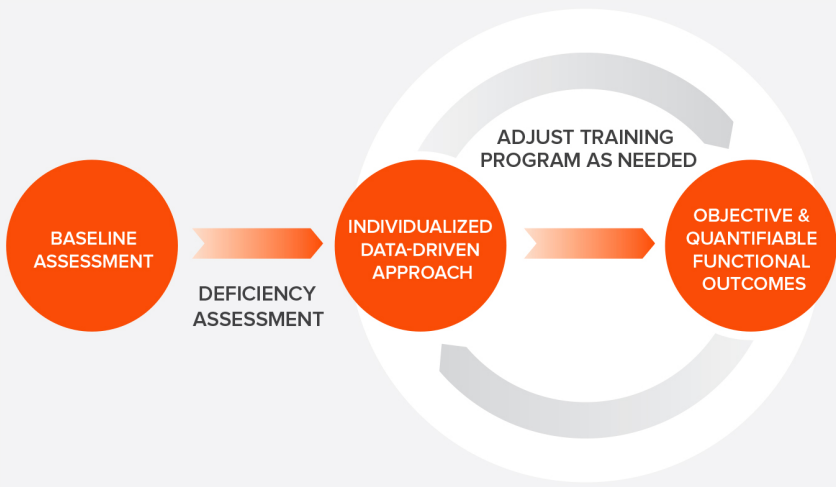 BASELINE
ASSESSMENT
DEFICIENCY
ASSESSMENT
INDIVIDUALIZED
DATA-DRIVEN
APPROACH
ADJUST TRAINING
PROGRAM AS NEEDED
OBJECTIVE &
QUANTIFIABLE
FUNCTIONAL
OUTCOMES